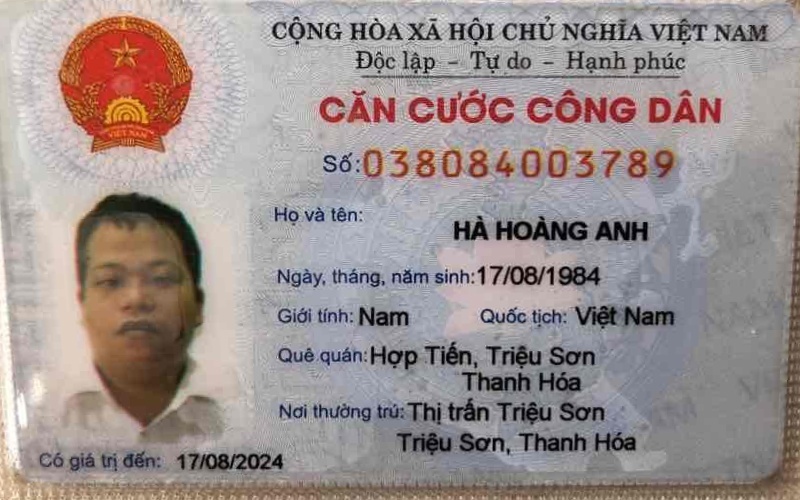 CỘNG HÒA XÃ HỘI CHỦ NGHĨA VIỆT NAM
Độc lập - Tự do - Hạnh phúc
CĂN CƯỚC CÔNG DÂN
Số:038084003789
Họ và tên:
HÀ HOÀNG ANH
Ngày, tháng, năm sinh:17/08/1984
Giới tính: Nam Quốc tịch: Việt Nam
Quê quán:Hợp Tiến, Triệu Sơn
Thanh Hóa
Nơi thường trú:Thị trấn Triệu Sơn
Triệu Sơn, Thanh Hóa
Có giá trị đến: 17/08/2024
VIỆT NAM